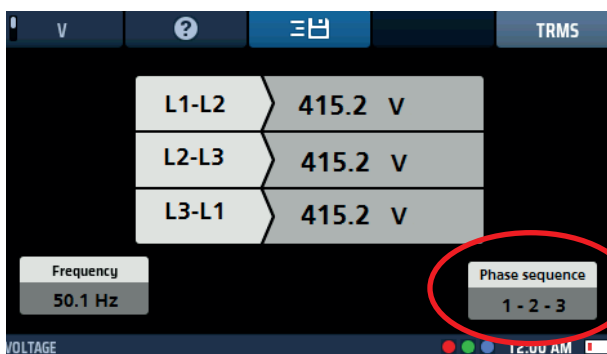 V ? TRMS
L1-L2 415.2 V
L2-L3 415.2 V
L3-L1 415.2 V
Frequency Phase sequence
50.1 Hz 1 - 2 - 3
VOLTAGE 12.00 AM